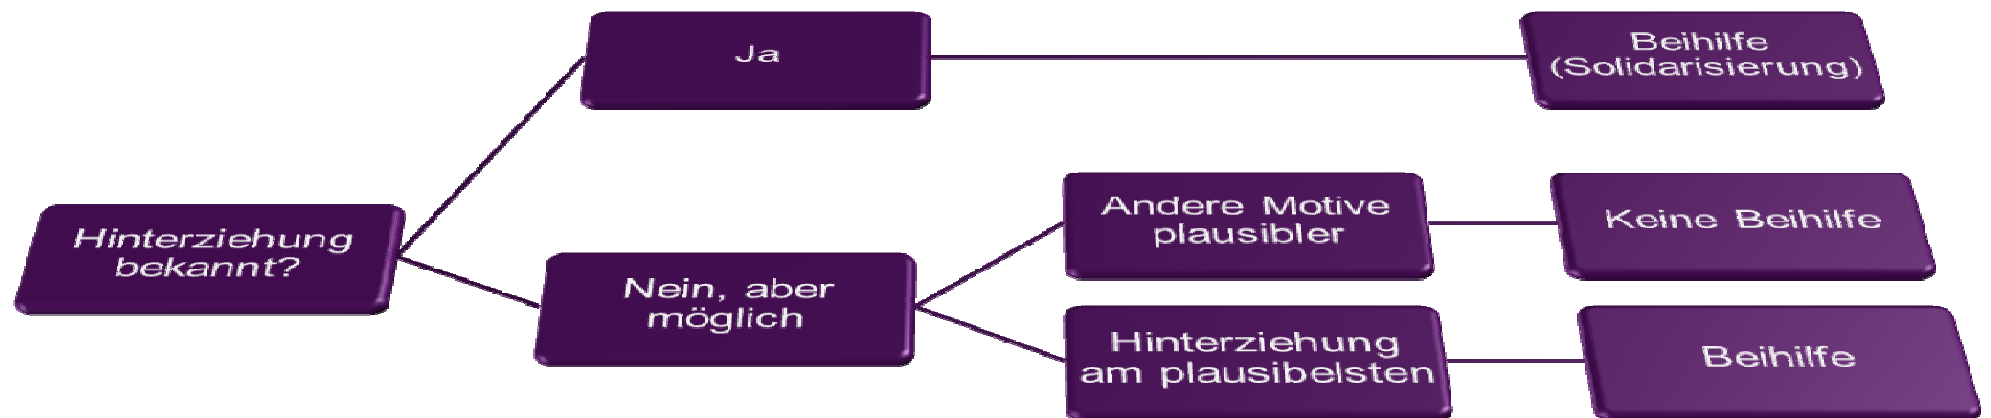 Ja
Beihilfe
(Solidarisierung)
Hinterziehung
bekannt?
Nein, aber
möglich
Andere Motive
plausibler
Keine Beihilfe
Hinterziehung
am plausibelsten
Beihilfe